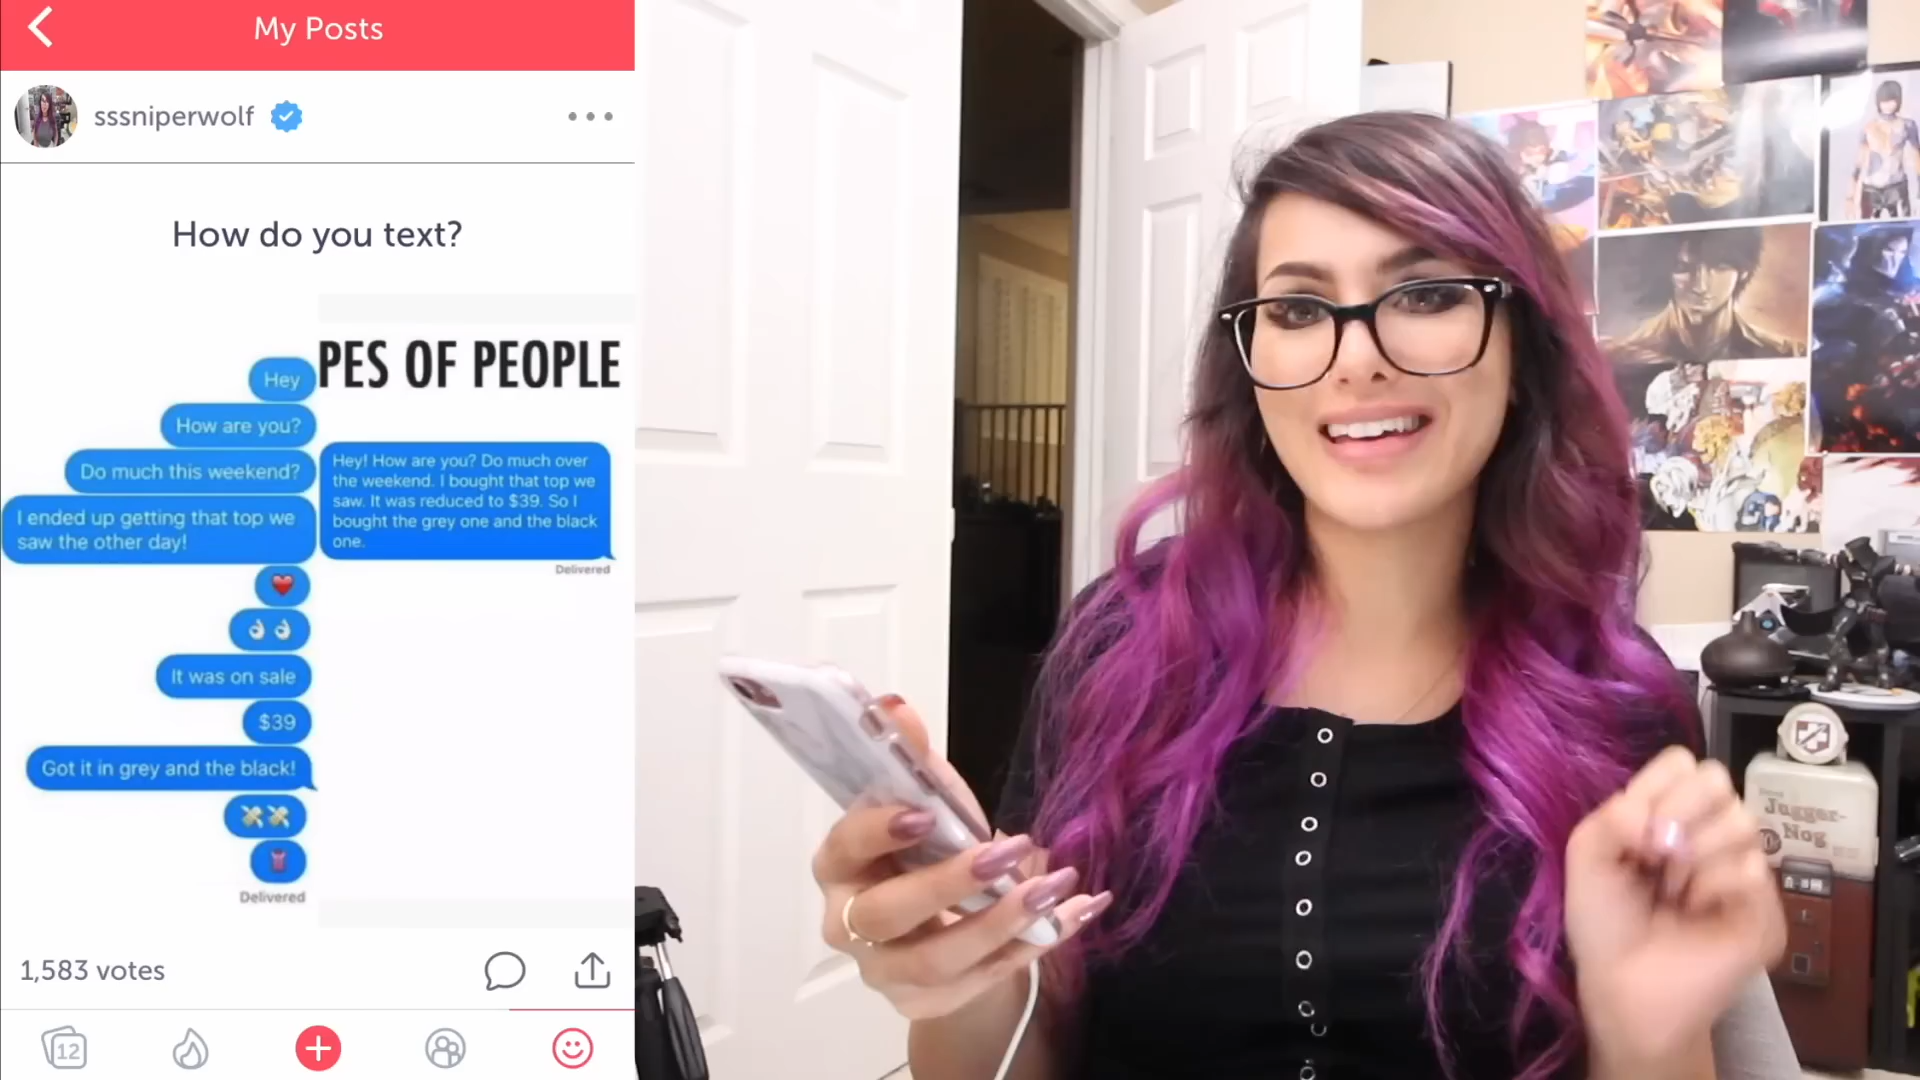 My Posts
sssniperwolf
How do you text?
PES OF PEOPLE
Hey
How are you?
Do much this weekend?
I ended up getting that top we
saw the other day!
It was on sale
$39
Got it in grey and the black!
Delivered
Hey! How are you? Do much over
the weekend. I bought that top we
saw. It was reduced to $39. So I
bought the grey one and the black
one.
Delivered
1,583 votes
12
Jugger-
Nog